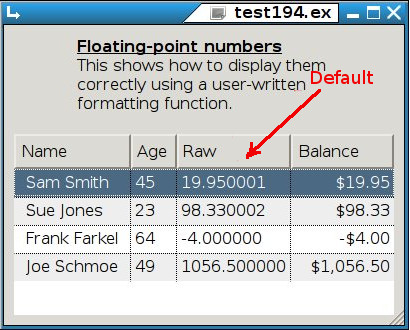 test194.ex
Floating-point numbers
This shows how to display them
correctly using a user-written
formatting function.
Default
Name Age Raw Balance
Sam Smith 45 19.950001 $19.95
Sue Jones 23 98.330002 $98.33
Frank Farkel 64 -4.000000 -$4.00
Joe Schmoe 49 1056.500000 $1,056.50